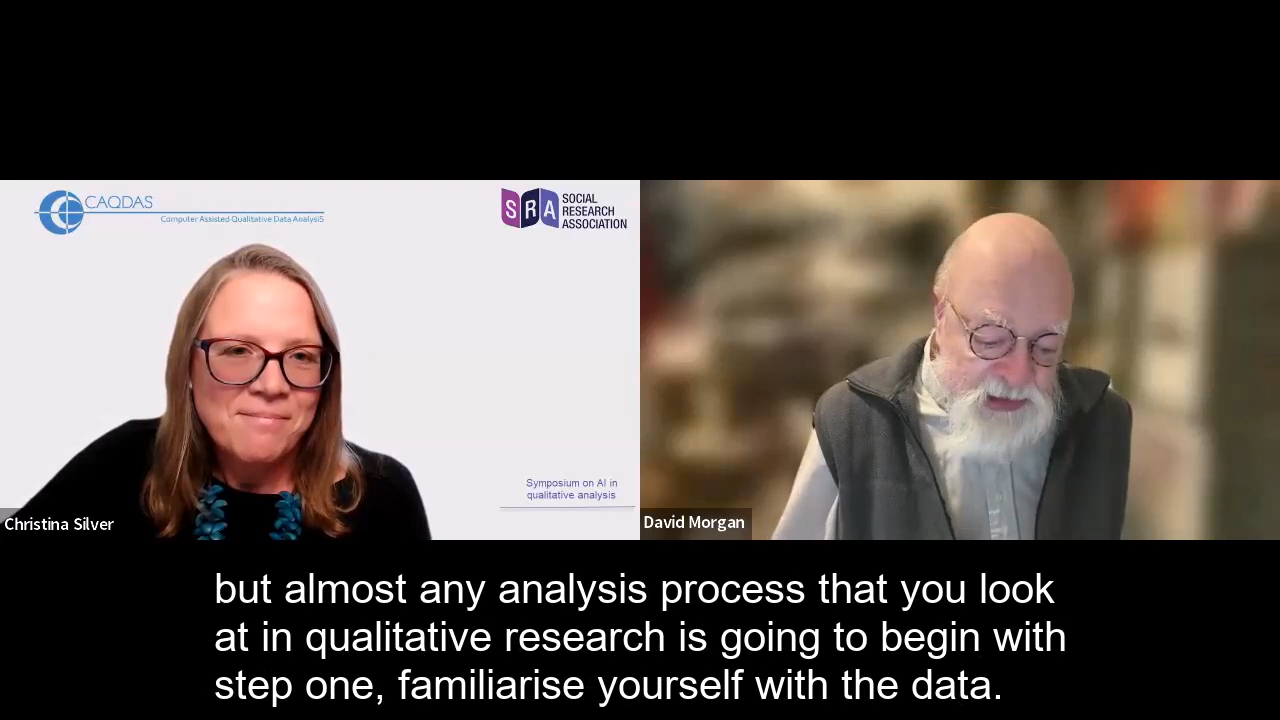 CAQDAS
Computer Assisted Qualitative Data AnalysiS
SRA
SOCIAL
RESEARCH
ASSOCIATION
Symposium on AI in
qualitative analysis
Christina Silver
David Morgan
but almost any analysis process that you look
at in qualitative research is going to begin with
step one, familiarise yourself with the data.